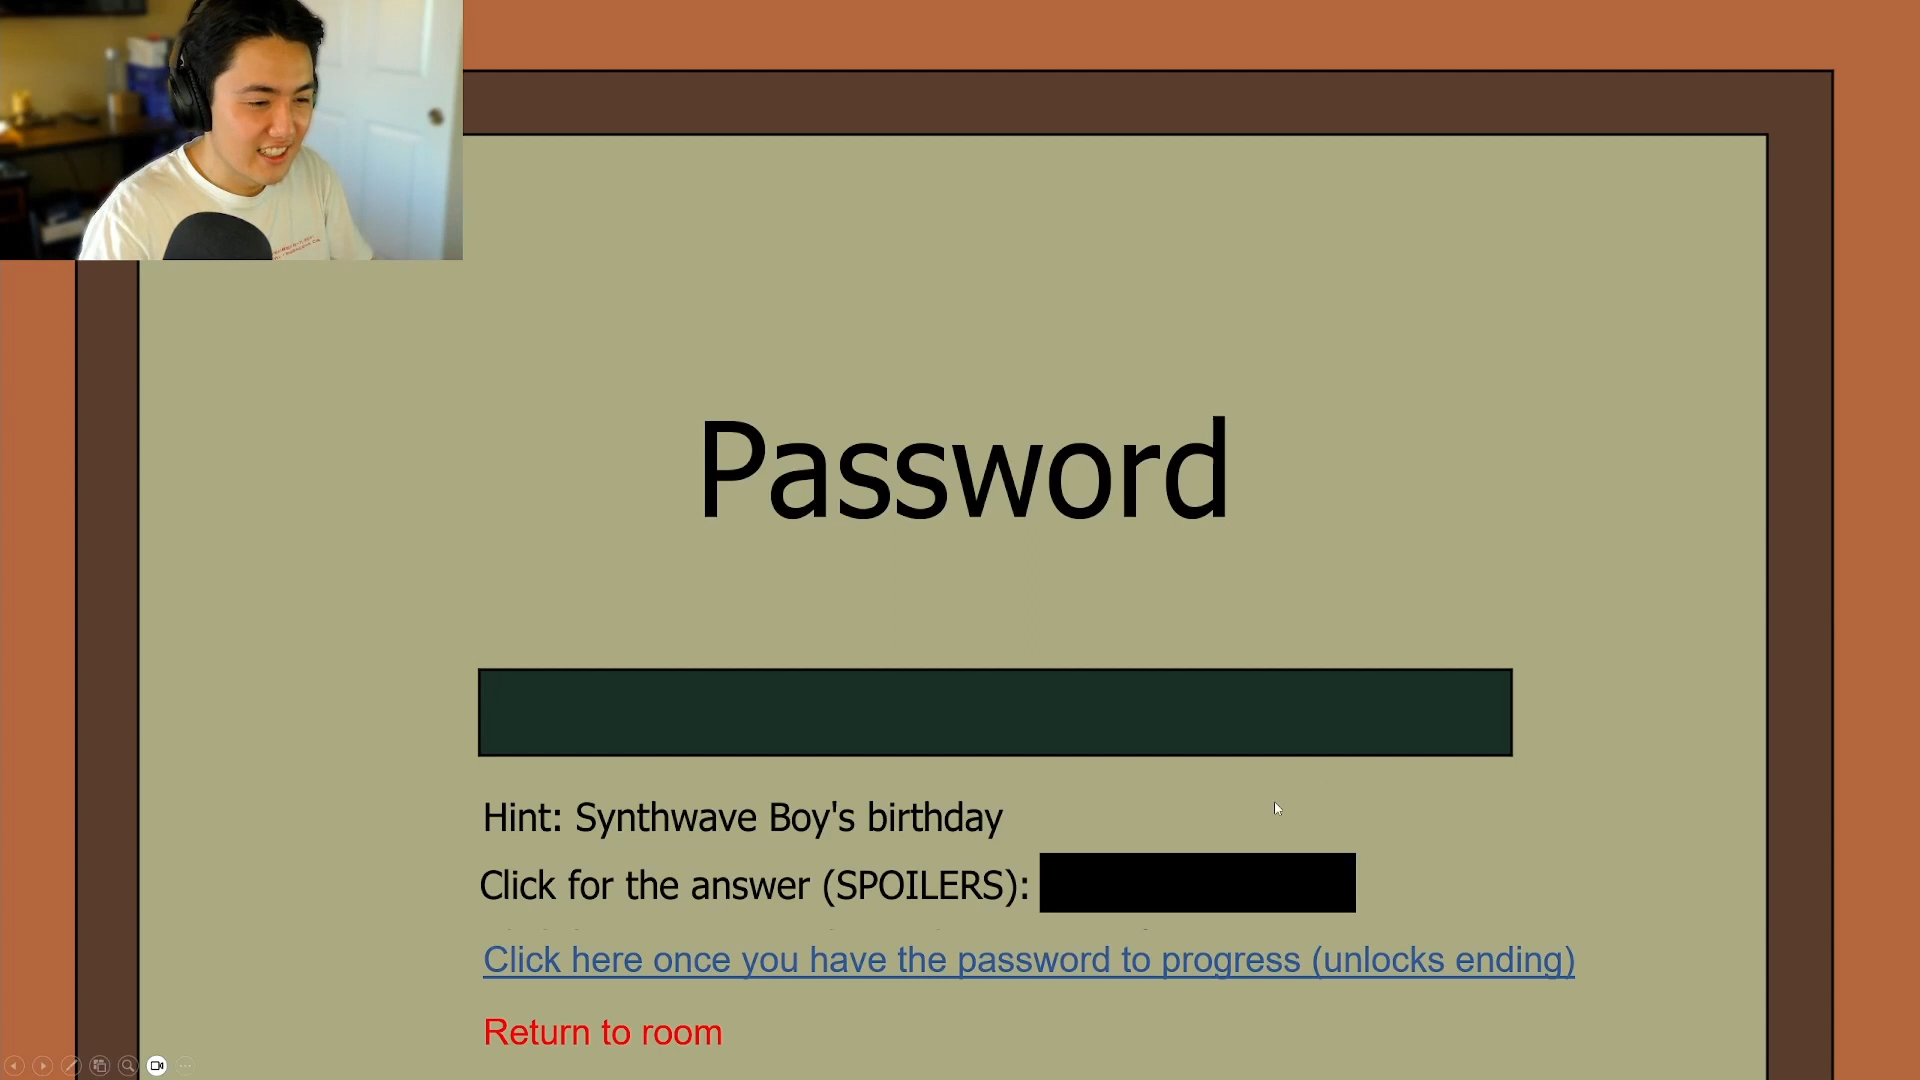 Password
Hint: Synthwave Boy's birthday
Click for the answer (SPOILERS):
Click here once you have the password to progress (unlocks ending)
Return to room